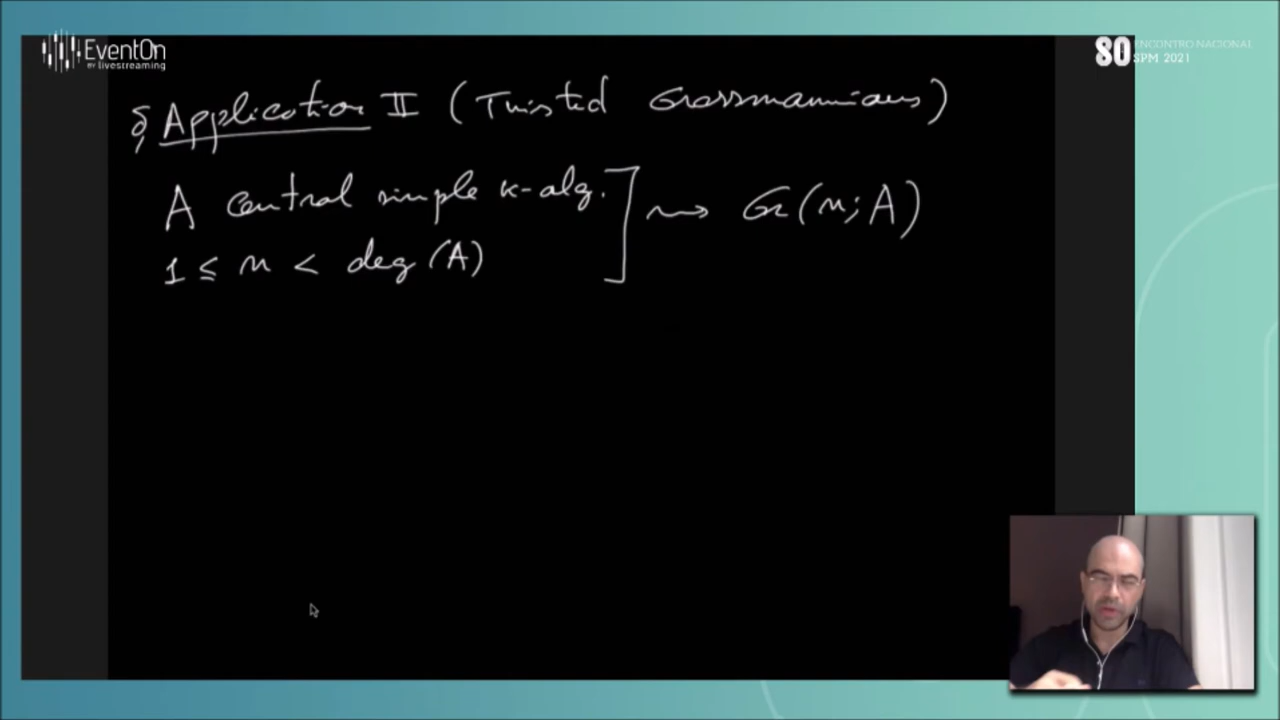 EventOn
BY livestreaming
80 ENCONTRO NACIONAL
SPM 2021
§ Application II (Twisted Grassmannians)
A central simple k-alg.
1 ≤ n < deg (A)
] ⇝ Gr(n; A)